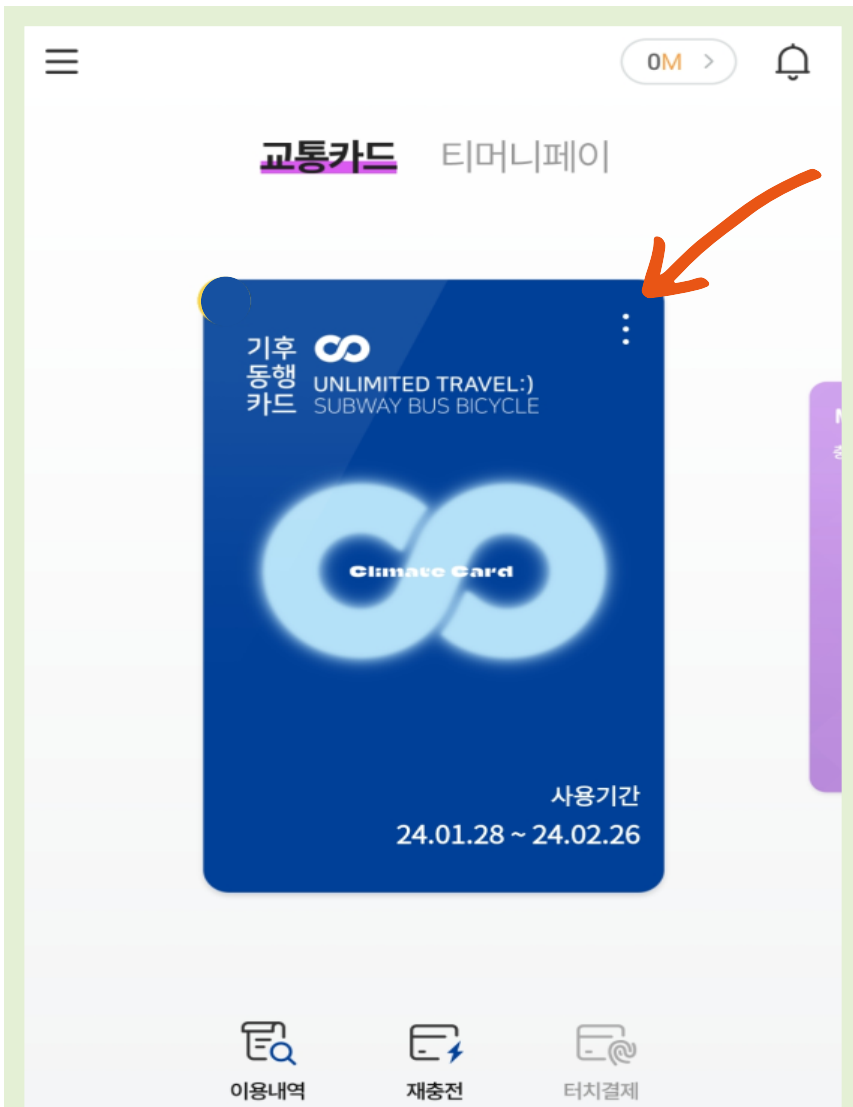 0M >
교통카드 티머니페이
기후
동행
카드
UNLIMITED TRAVEL:)
SUBWAY BUS BICYCLE
Climate Card
사용기간
24.01.28 ~ 24.02.26
이용내역 재충전 터치결제